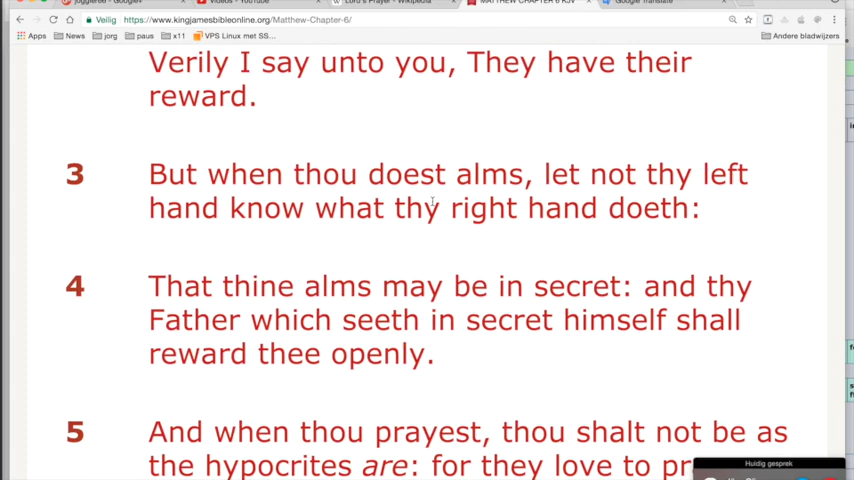 joggieree - Google+
Videos - YouTube
Lord's Prayer - Wikipedia
MATTHEW CHAPTER 6 KJV
Google Translate
Veilig https://www.kingjamesbibleonline.org/Matthew-Chapter-6/
Apps News jorg paus x11 VPS Linux met SS... Andere bladwijzers
Verily I say unto you, They have their
reward.
3 But when thou doest alms, let not thy left
hand know what thy right hand doeth:
4 That thine alms may be in secret: and thy
Father which seeth in secret himself shall
reward thee openly.
5 And when thou prayest, thou shalt not be as
the hypocrites are: for they love to
Huidig gesprek